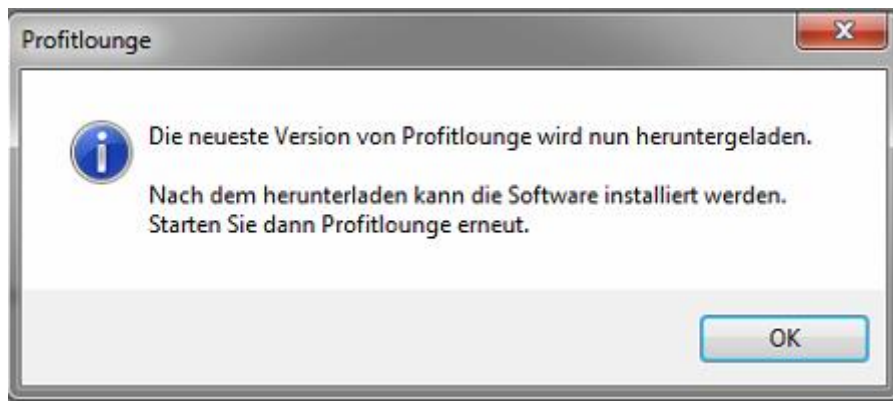 Profitlounge
Die neueste Version von Profitlounge wird nun heruntergeladen.
Nach dem herunterladen kann die Software installiert werden.
Starten Sie dann Profitlounge erneut.
OK